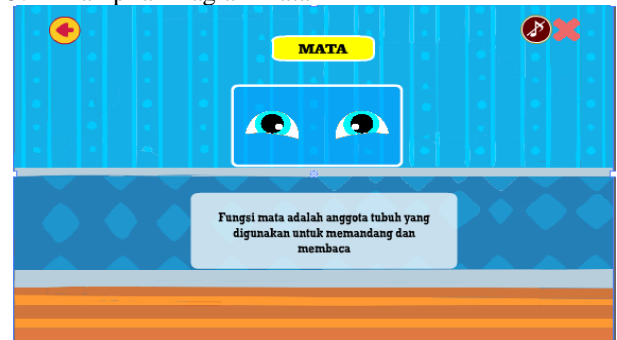 MATA
Fungsi mata adalah anggota tubuh yang
digunakan untuk memandang dan
membaca